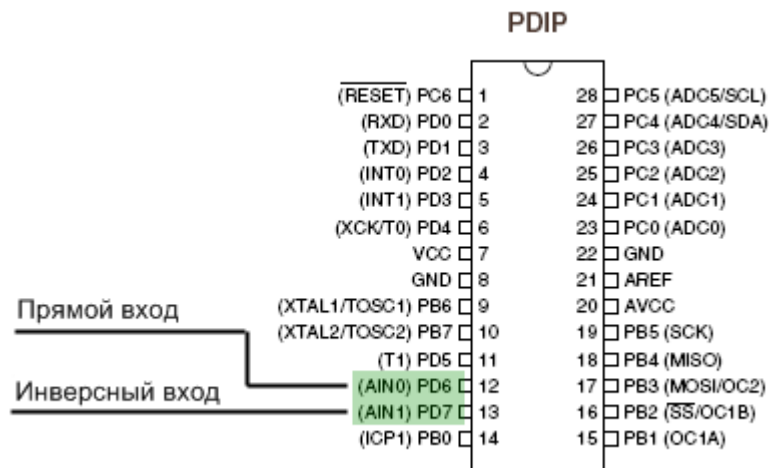 PDIP
(RESET) PC6 1 28 PC5 (ADC5/SCL)
(RXD) PD0 2 27 PC4 (ADC4/SDA)
(TXD) PD1 3 26 PC3 (ADC3)
(INT0) PD2 4 25 PC2 (ADC2)
(INT1) PD3 5 24 PC1 (ADC1)
(XCK/T0) PD4 6 23 PC0 (ADC0)
VCC 7 22 GND
GND 8 21 AREF
Прямой вход (XTAL1/TOSC1) PB6 9 20 AVCC
(XTAL2/TOSC2) PB7 10 19 PB5 (SCK)
(T1) PD5 11 18 PB4 (MISO)
Инверсный вход (AIN0) PD6 12 17 PB3 (MOSI/OC2)
(AIN1) PD7 13 16 PB2 (SS/OC1B)
(ICP1) PB0 14 15 PB1 (OC1A)